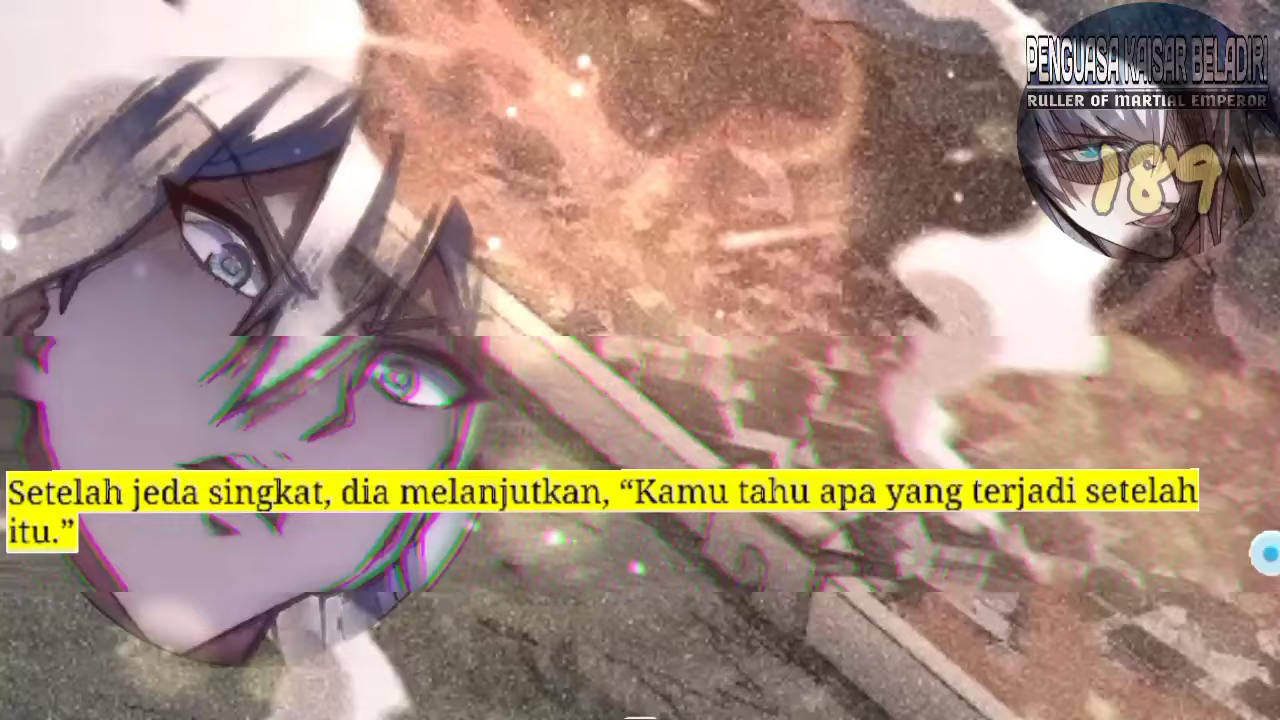 PENGUASA KAISAR BELADIRI
RULLER OF MARTIAL EMPEROR
189
Setelah jeda singkat, dia melanjutkan, “Kamu tahu apa yang terjadi setelah
itu.”